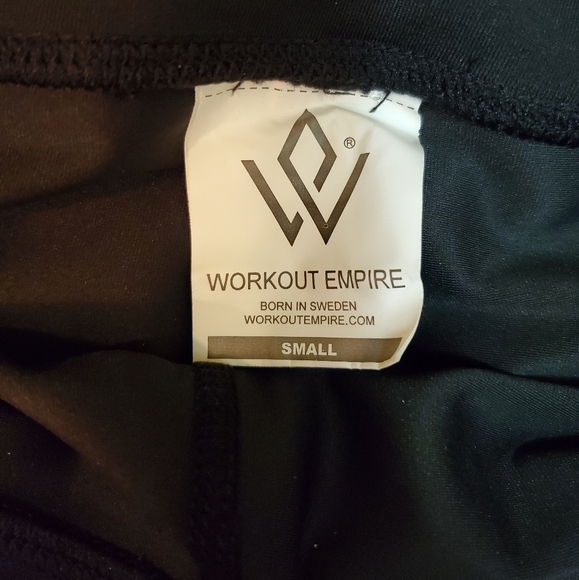 ®
WORKOUT EMPIRE
BORN IN SWEDEN
WORKOUTEMPIRE.COM
SMALL